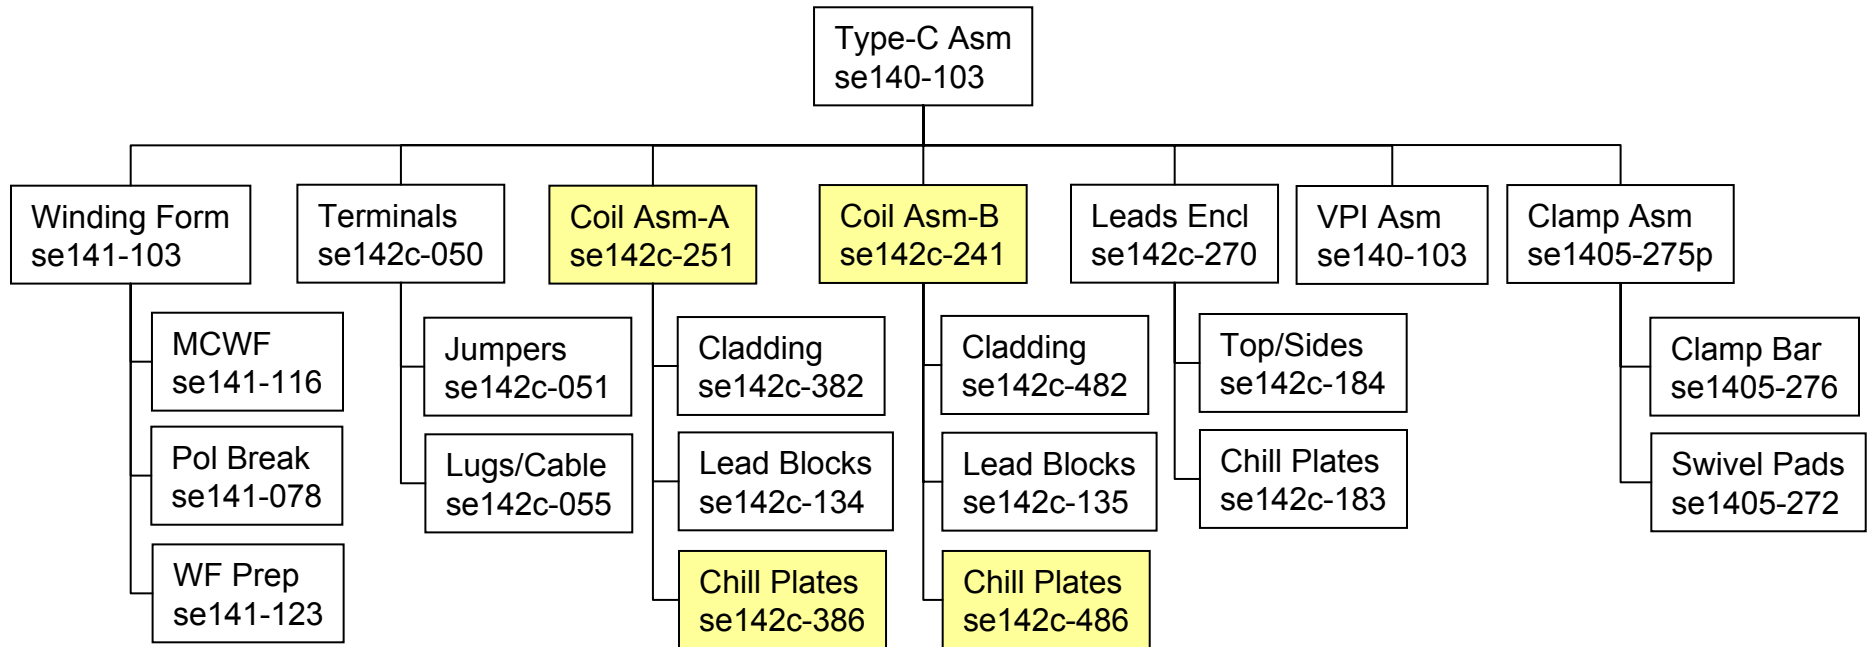 Type-C Asm
se140-103
Winding Form
se141-103
Terminals
se142c-050
Coil Asm-A
se142c-251
Coil Asm-B
se142c-241
Leads Encl
se142c-270
VPI Asm
se140-103
Clamp Asm
se1405-275p
MCWF
se141-116
Jumpers
se142c-051
Cladding
se142c-382
Cladding
se142c-482
Top/Sides
se142c-184
Clamp Bar
se1405-276
Pol Break
se141-078
Lugs/Cable
se142c-055
Lead Blocks
se142c-134
Lead Blocks
se142c-135
Chill Plates
se142c-183
Swivel Pads
se1405-272
WF Prep
se141-123
Chill Plates
se142c-386
Chill Plates
se142c-486